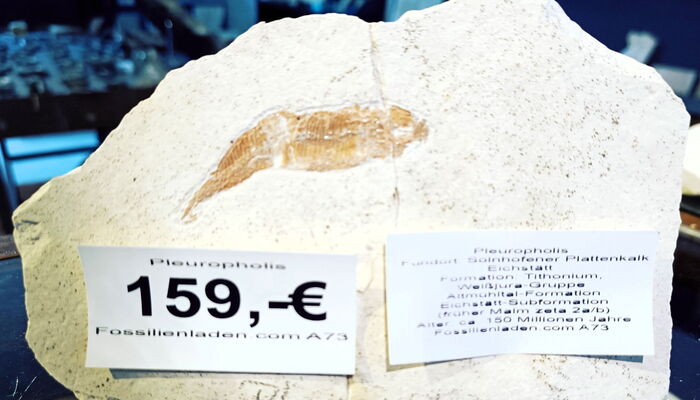 Pleuropholis
159,-€
Fossilienladen.com A73
Pleuropholis
Fundort: Solnhofener Plattenkalk
Eichstätt
Formation: Tithonium,
Weißjura-Gruppe
Altmühltal-Formation
Eichstätt-Subformation
(früher Malm zeta 2a/b)
Alter ca. 150 Millionen Jahre
Fossilienladen.com A73